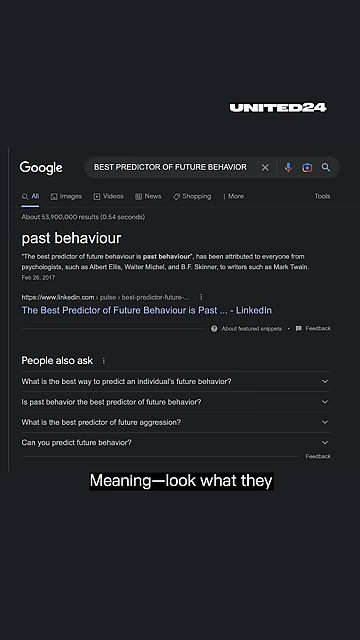 UNITED24
Google
BEST PREDICTOR OF FUTURE BEHAVIOR
All Images Videos News Shopping More Tools
About 53,900,000 results (0.54 seconds)
past behaviour
"The best predictor of future behaviour is past behaviour", has been attributed to everyone from
psychologists, such as Albert Ellis, Walter Michel, and B.F. Skinner, to writers such as Mark Twain.
Feb 26, 2017
https://www.linkedin.com › pulse › best-predictor-future-...
The Best Predictor of Future Behaviour is Past ... - LinkedIn
About featured snippets • Feedback
People also ask
What is the best way to predict an individual's future behavior?
Is past behavior the best predictor of future behavior?
What is the best predictor of future aggression?
Can you predict future behavior?
Feedback
Meaning—look what they